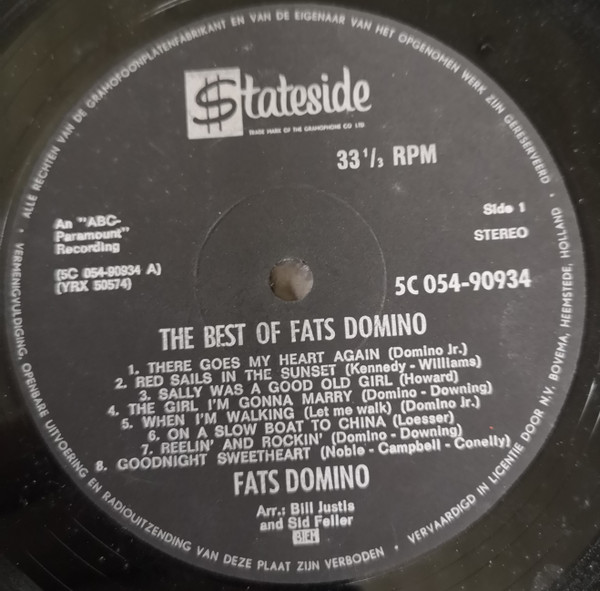 ALLE RECHTEN VAN DE GRAMOFOONPLATENFABRIKANT EN VAN DE EIGENAAR VAN HET OPGENOMEN WERK ZIJN GERESERVEERD •
$tateside
TRADE MARK OF THE GRAMOPHONE CO LTD
33 1/3 RPM
An "ABC-
Paramount"
Recording
(5C 054-90934 A)
(YRX 50574)
Side 1
STEREO
5C 054-90934
THE BEST OF FATS DOMINO
1. THERE GOES MY HEART AGAIN (Domino Jr.)
2. RED SAILS IN THE SUNSET (Kennedy - Williams)
3. SALLY WAS A GOOD OLD GIRL (Howard)
4. THE GIRL I'M GONNA MARRY (Domino - Downing)
5. WHEN I'M WALKING (Let me walk) (Domino Jr.)
6. ON A SLOW BOAT TO CHINA (Loesser)
7. REELIN' AND ROCKIN' (Domino - Downing)
8. GOODNIGHT SWEETHEART (Noble - Campbell - Conelly)
FATS DOMINO
Arr.: Bill Justis
and Sid Feller
BIEM
• VERMENIGVULDIGING, OPENBARE UITVOERING EN RADIOUITZENDING VAN DEZE PLAAT ZIJN VERBODEN •
VERVAARDIGD IN LICENTIE DOOR N.V. BOVEMA, HEEMSTEDE, HOLLAND